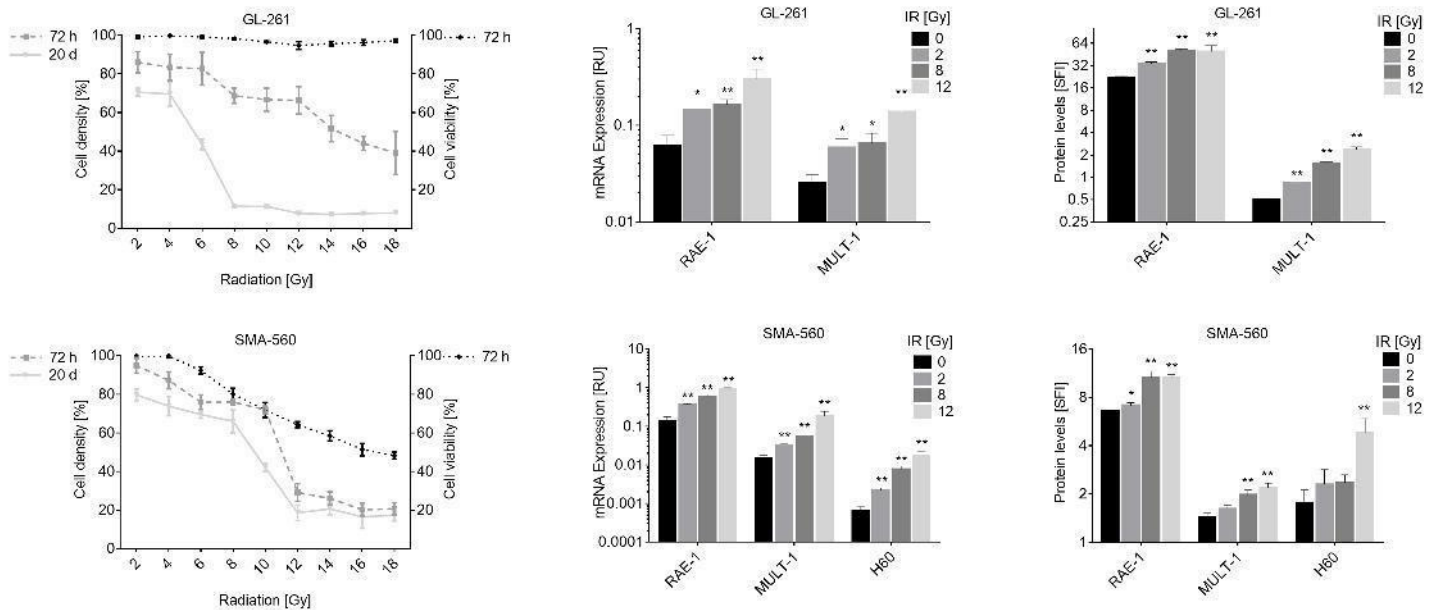 GL-261
72 h
20 d
72 h
Cell density [%]
100
80
60
40
20
0
Cell viability [%]
100
80
60
40
20
2 4 6 8 10 12 14 16 18
Radiation [Gy]
GL-261
IR [Gy]
0
2
8
12
mRNA Expression [RU]
1
0.1
0.01
* ** **
* * **
RAE-1 MULT-1
GL-261
IR [Gy]
0
2
8
12
Protein levels [SFI]
64
32
16
8
4
2
1
0.5
0.25
** ** **
** ** **
RAE-1 MULT-1
SMA-560
72 h
20 d
72 h
Cell density [%]
100
80
60
40
20
0
Cell viability [%]
100
80
60
40
20
2 4 6 8 10 12 14 16 18
Radiation [Gy]
SMA-560
IR [Gy]
0
2
8
12
mRNA Expression [RU]
10
1
0.1
0.01
0.001
0.0001
** ** **
** ** **
** ** **
RAE-1 MULT-1 H60
SMA-560
IR [Gy]
0
2
8
12
Protein levels [SFI]
16
8
4
2
1
* ** **
** **
**
RAE-1 MULT-1 H60